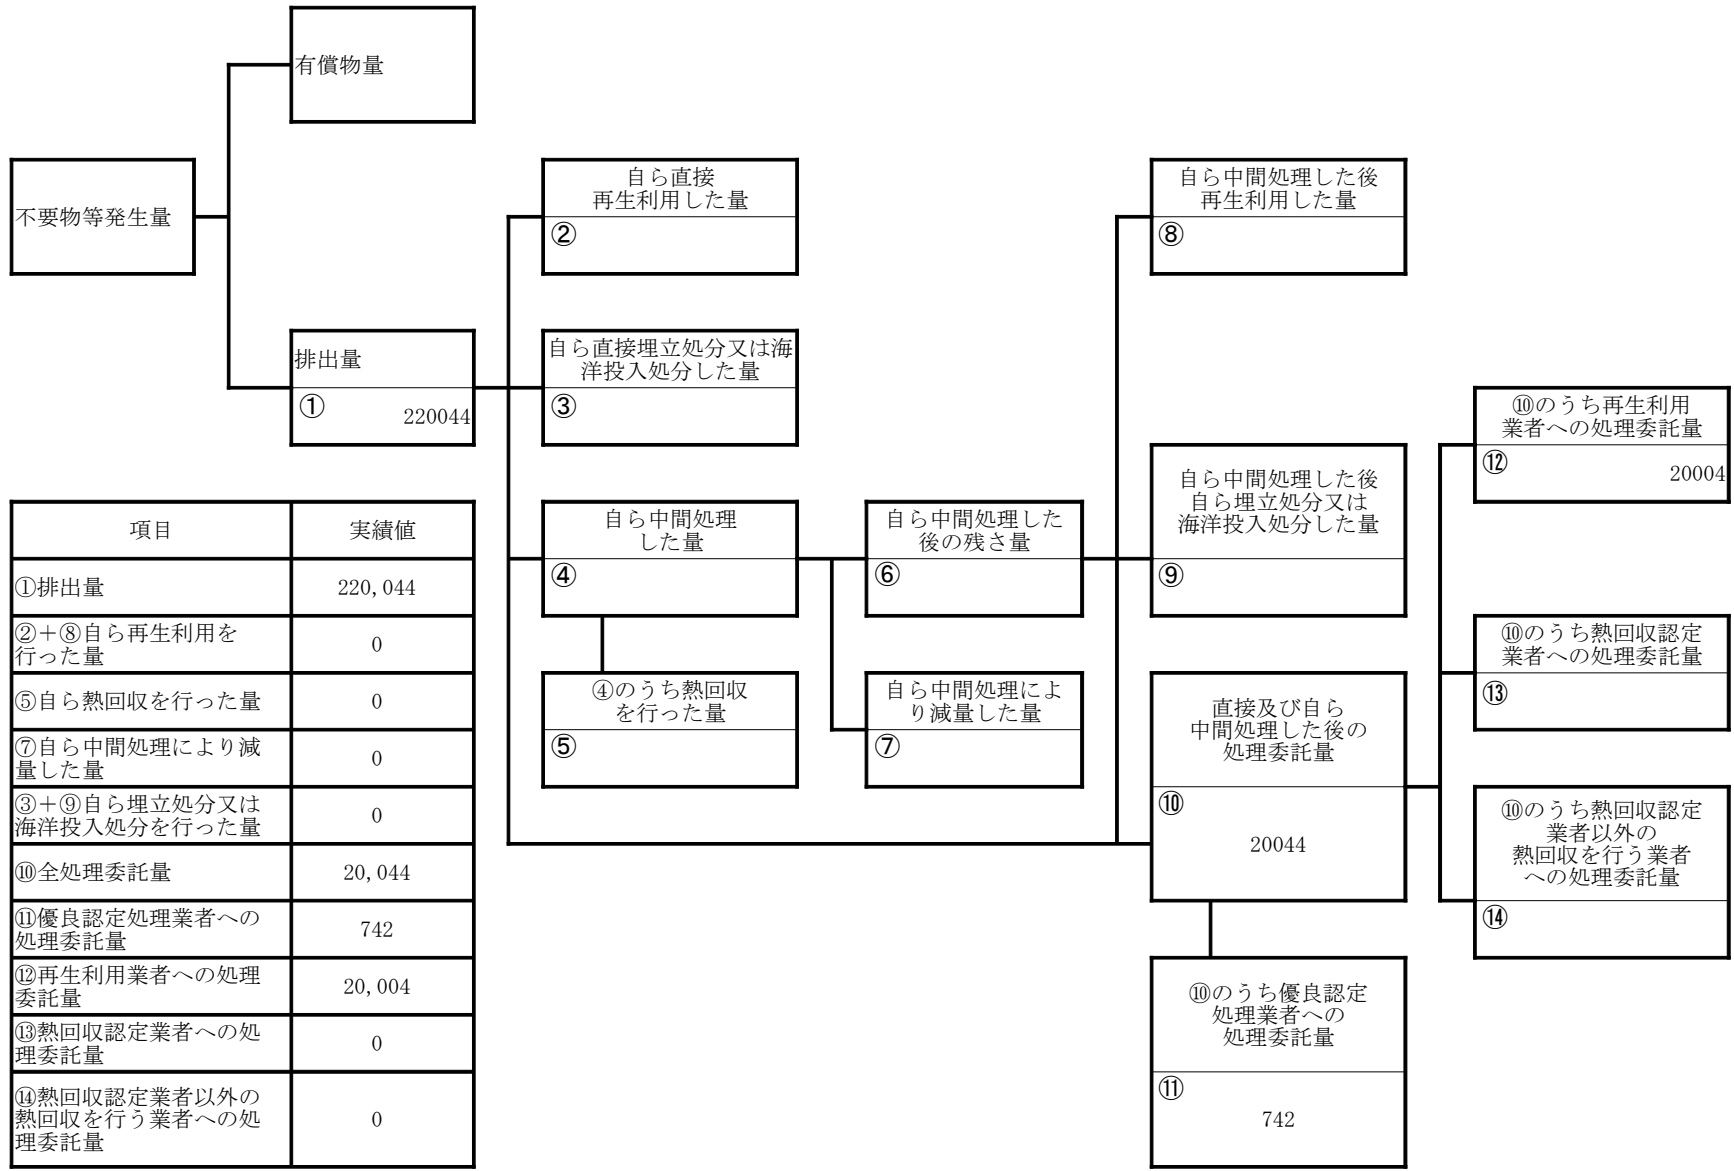 有償物量
不要物等発生量
自ら直接
再生利用した量
②
自ら中間処理した後
再生利用した量
⑧
排出量
①
220044
自ら直接埋立処分又は海
洋投入処分した量
③
⑩のうち再生利用
業者への処理委託量
⑫
20004
自ら中間処理した後
自ら埋立処分又は
海洋投入処分した量
⑨
自ら中間処理
した量
④
自ら中間処理した
後の残さ量
⑥
⑩のうち熱回収認定
業者への処理委託量
⑬
④のうち熱回収
を行った量
⑤
自ら中間処理によ
り減量した量
⑦
直接及び自ら
中間処理した後の
処理委託量
⑩
20044
⑩のうち熱回収認定
業者以外の
熱回収を行う業者
への処理委託量
⑭
⑩のうち優良認定
処理業者への
処理委託量
⑪
742
項目 実績値
①排出量 220,044
②+⑧自ら再生利用を
行った量 0
⑤自ら熱回収を行った量 0
⑦自ら中間処理により減
量した量 0
③+⑨自ら埋立処分又は
海洋投入処分を行った量 0
⑩全処理委託量 20,044
⑪優良認定処理業者への
処理委託量 742
⑫再生利用業者への処理
委託量 20,004
⑬熱回収認定業者への処
理委託量 0
⑭熱回収認定業者以外の
熱回収を行う業者への処
理委託量 0